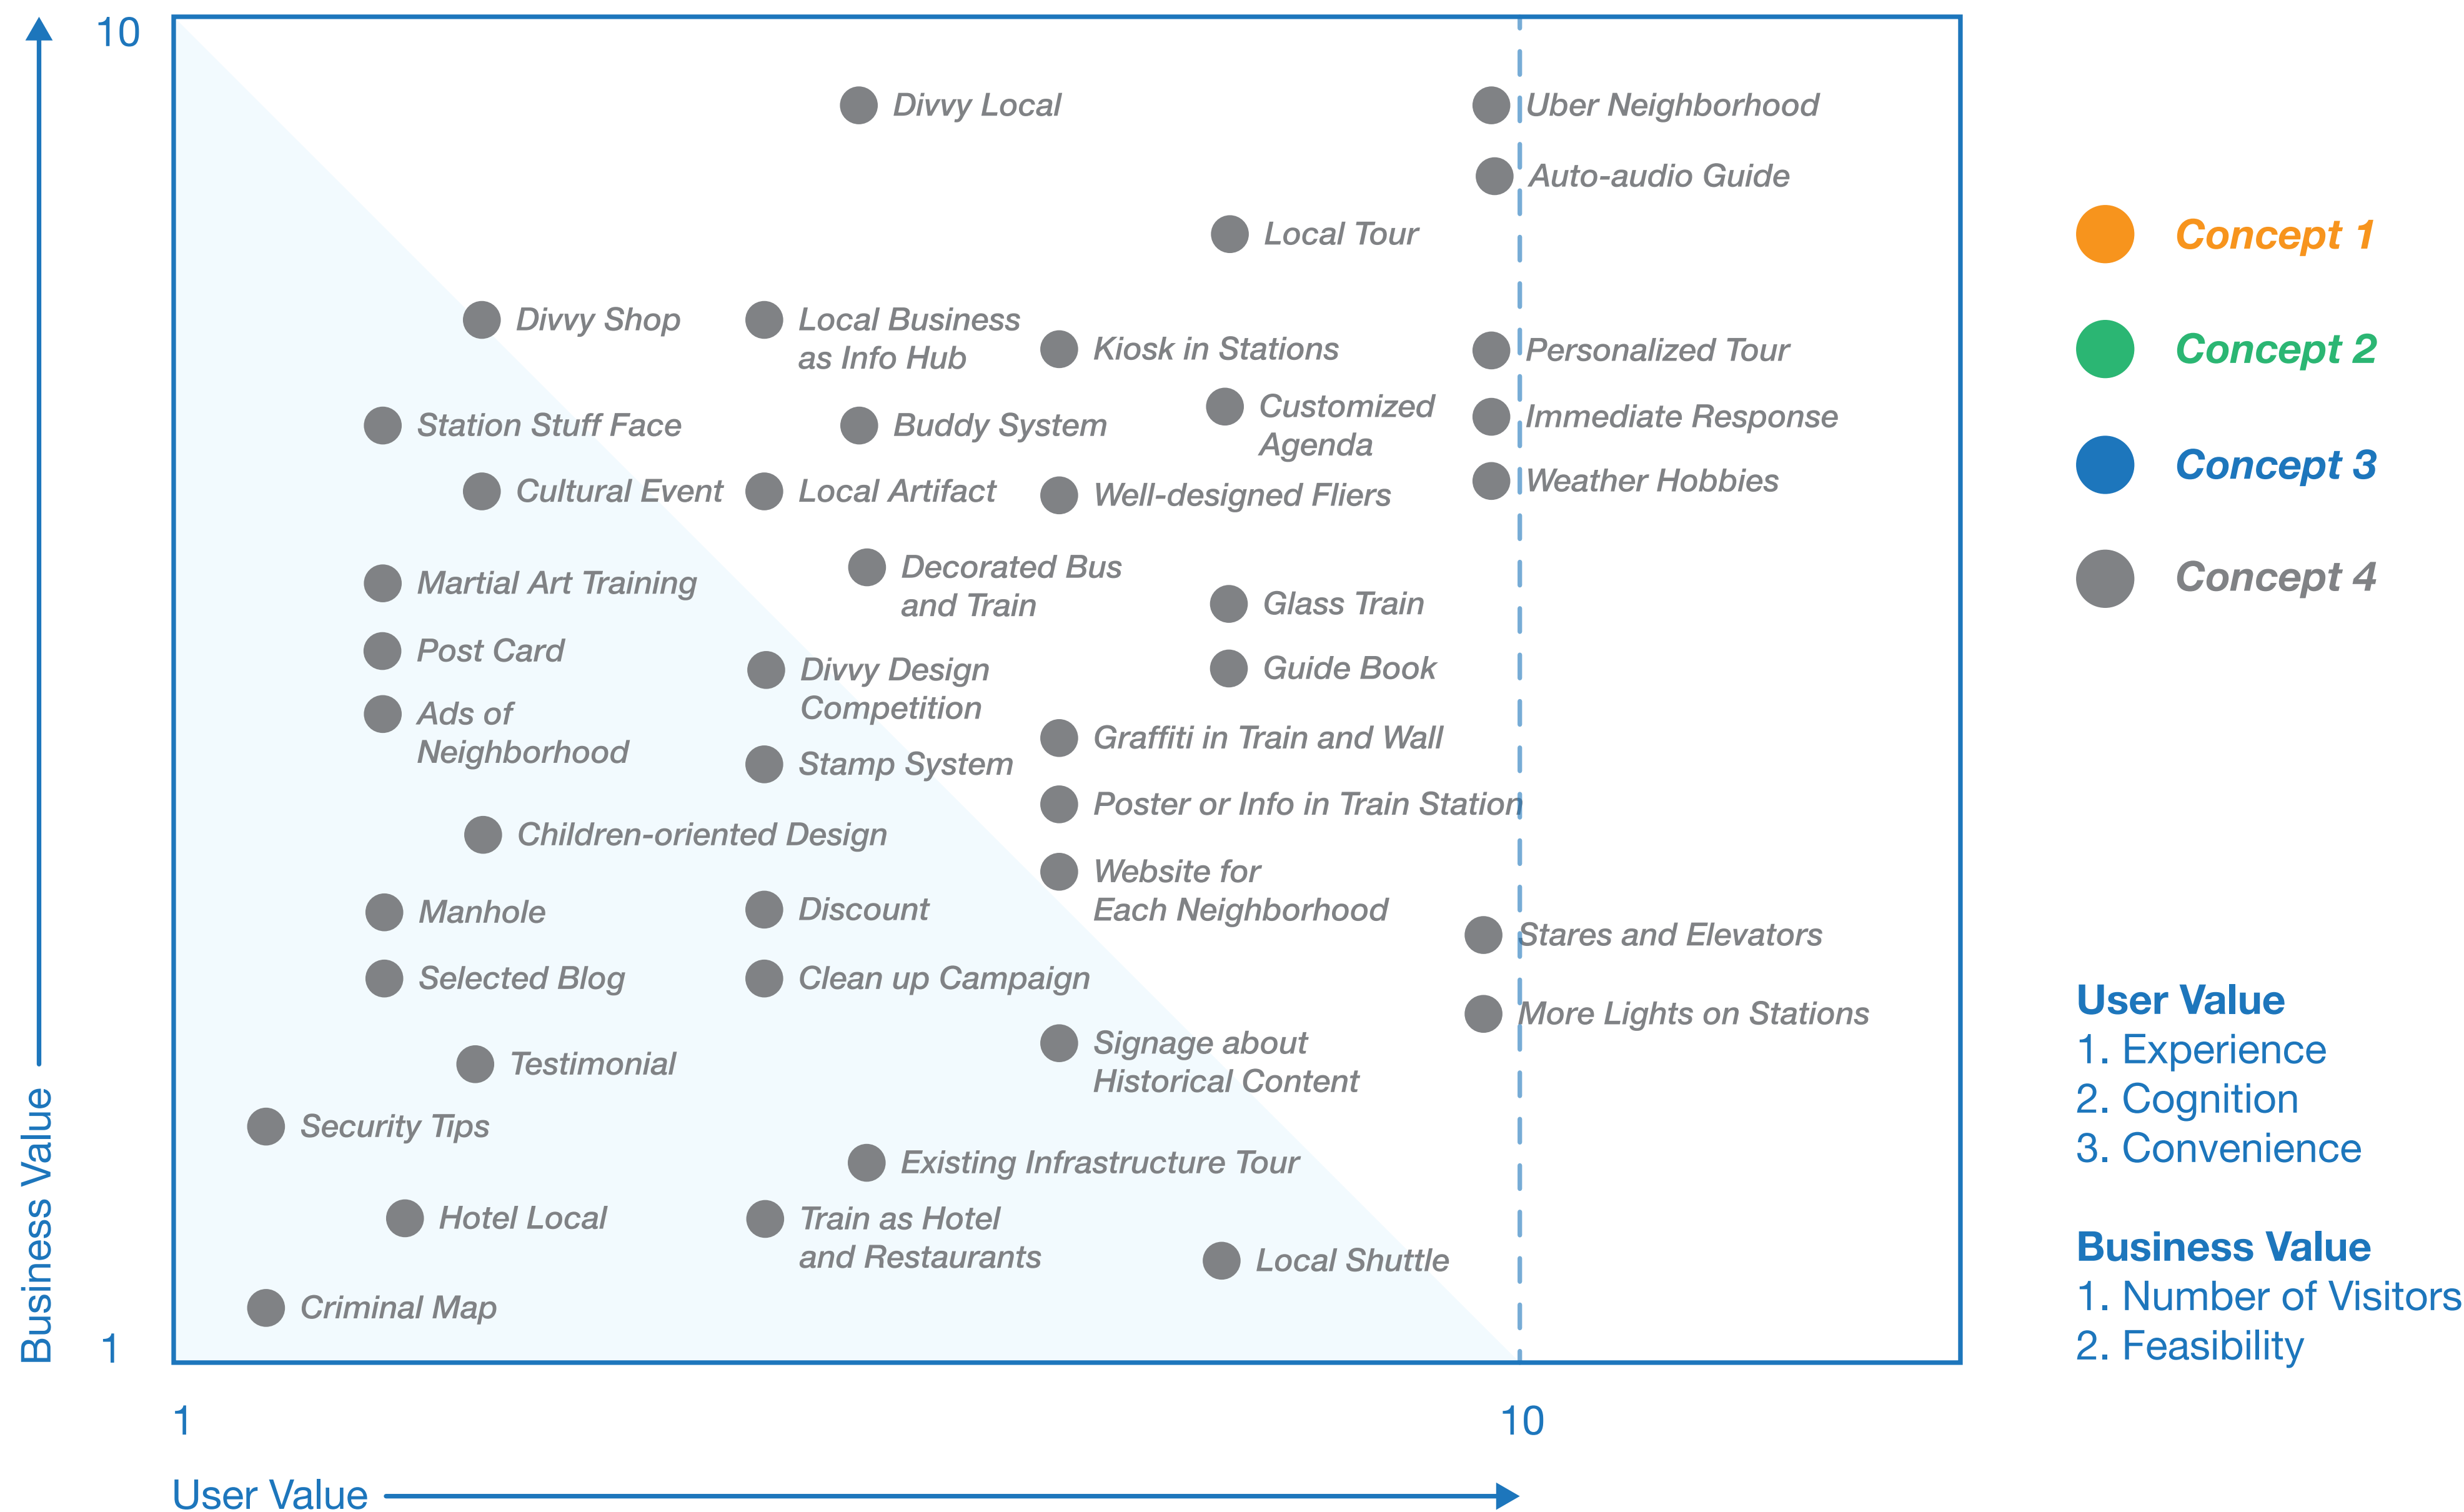 10
Divvy Local
Uber Neighborhood
Auto-audio Guide
Local Tour
Concept 1
Divvy Shop
Local Business
as Info Hub
Kiosk in Stations
Personalized Tour
Concept 2
Station Stuff Face
Buddy System
Customized
Agenda
Immediate Response
Cultural Event
Local Artifact
Well-designed Fliers
Weather Hobbies
Concept 3
Martial Art Training
Decorated Bus
and Train
Glass Train
Concept 4
Post Card
Divvy Design
Competition
Guide Book
Ads of
Neighborhood
Stamp System
Graffiti in Train and Wall
Poster or Info in Train Station
Children-oriented Design
Website for
Each Neighborhood
Manhole
Discount
Stares and Elevators
Selected Blog
Clean up Campaign
More Lights on Stations
Testimonial
Signage about
Historical Content
Security Tips
Existing Infrastructure Tour
Hotel Local
Train as Hotel
and Restaurants
Local Shuttle
Criminal Map
User Value
1. Experience
2. Cognition
3. Convenience
Business Value
1. Number of Visitors
2. Feasibility
Business Value
1
1
10
User Value